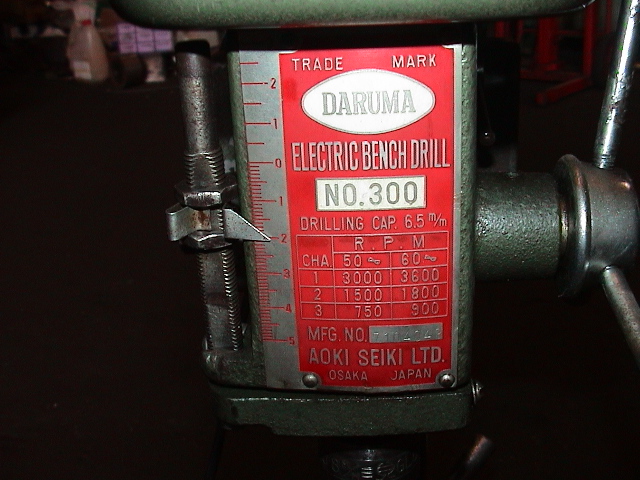 TRADE MARK
DARUMA
ELECTRIC BENCH DRILL
NO.300
DRILLING CAP. 6.5 m/m
R. P. M
CHA. 50~ 60~
1 3000 3600
2 1500 1800
3 750 900
MFG. NO.
AOKI SEIKI LTD.
OSAKA JAPAN
2
1
0
1
2
3
4
5